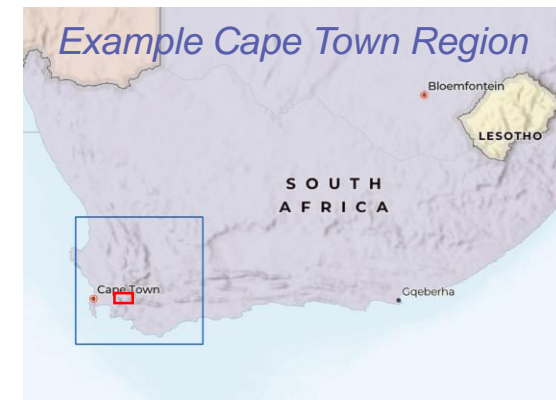 Example Cape Town Region
Bloemfontein
LESOTHO
SOUTH
AFRICA
Cape Town
Gqeberha